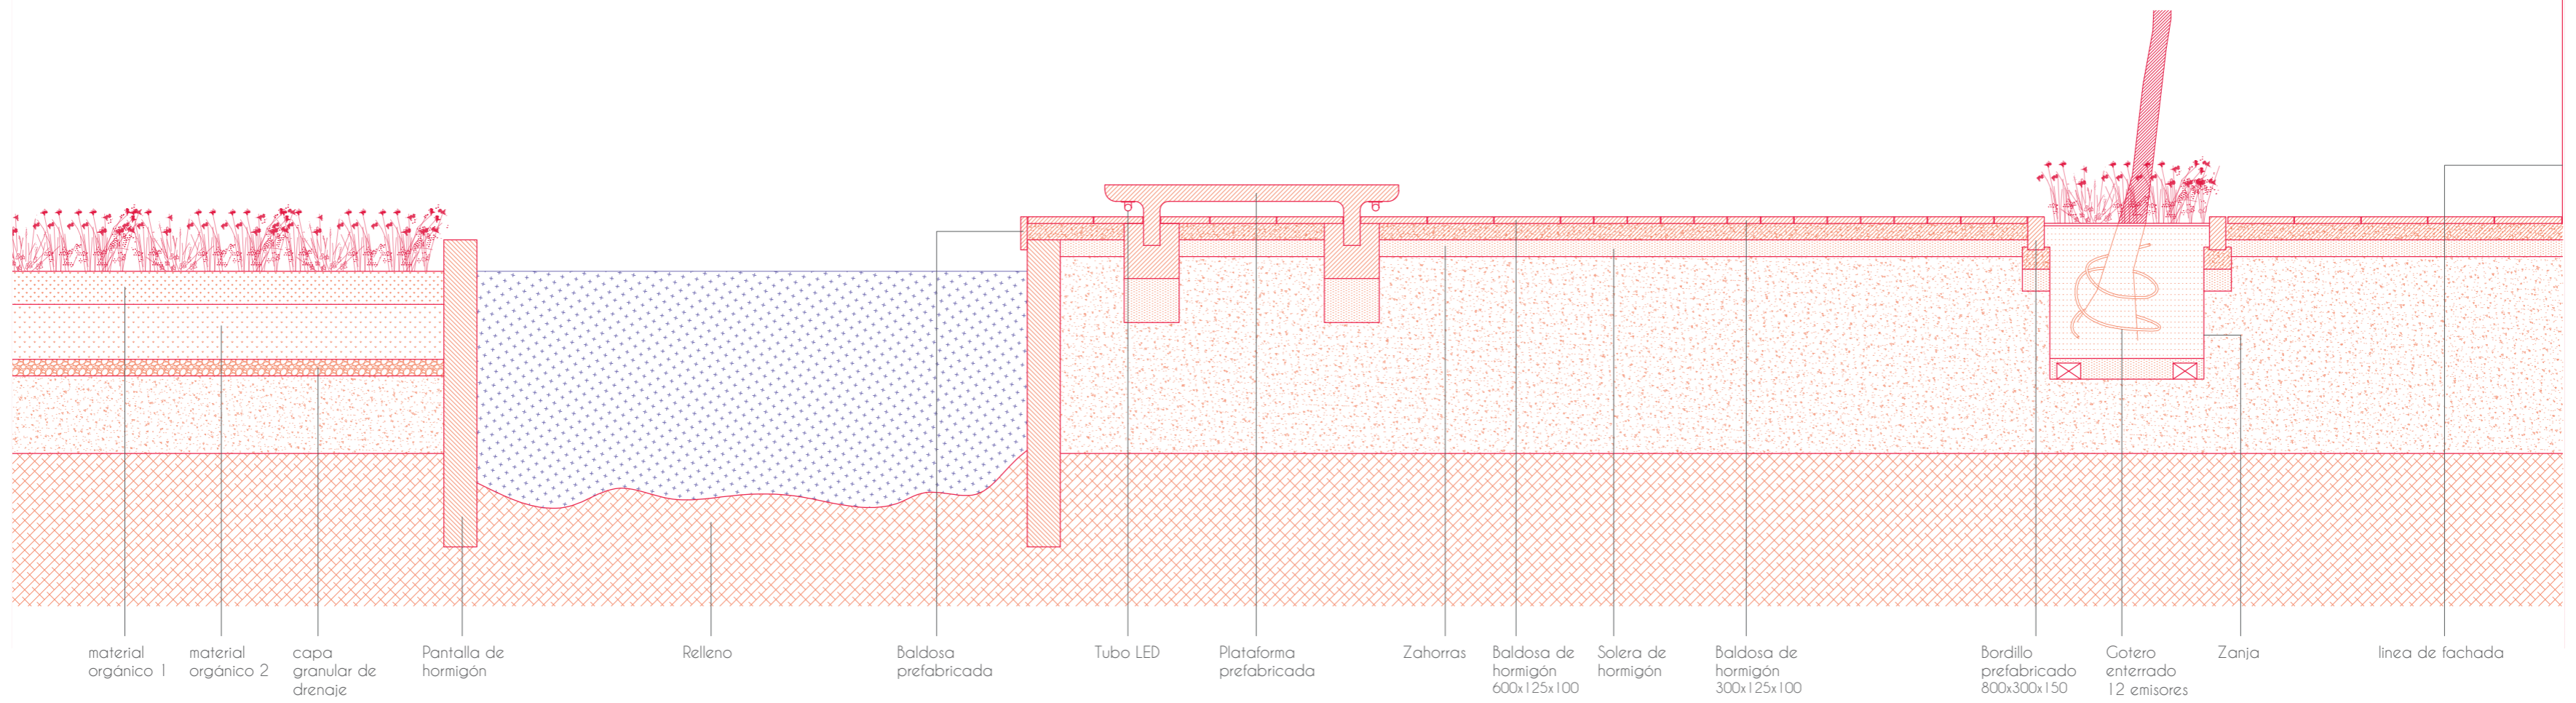 material
orgánico 1
material
orgánico 2
capa
granular de
drenaje
Pantalla de
hormigón
Relleno
Baldosa
prefabricada
Tubo LED
Plataforma
prefabricada
Zahorras
Baldosa de
hormigón
600x125x100
Solera de
hormigón
Baldosa de
hormigón
300x125x100
Bordillo
prefabricado
800x300x150
Gotero
enterrado
12 emisores
Zanja
linea de fachada